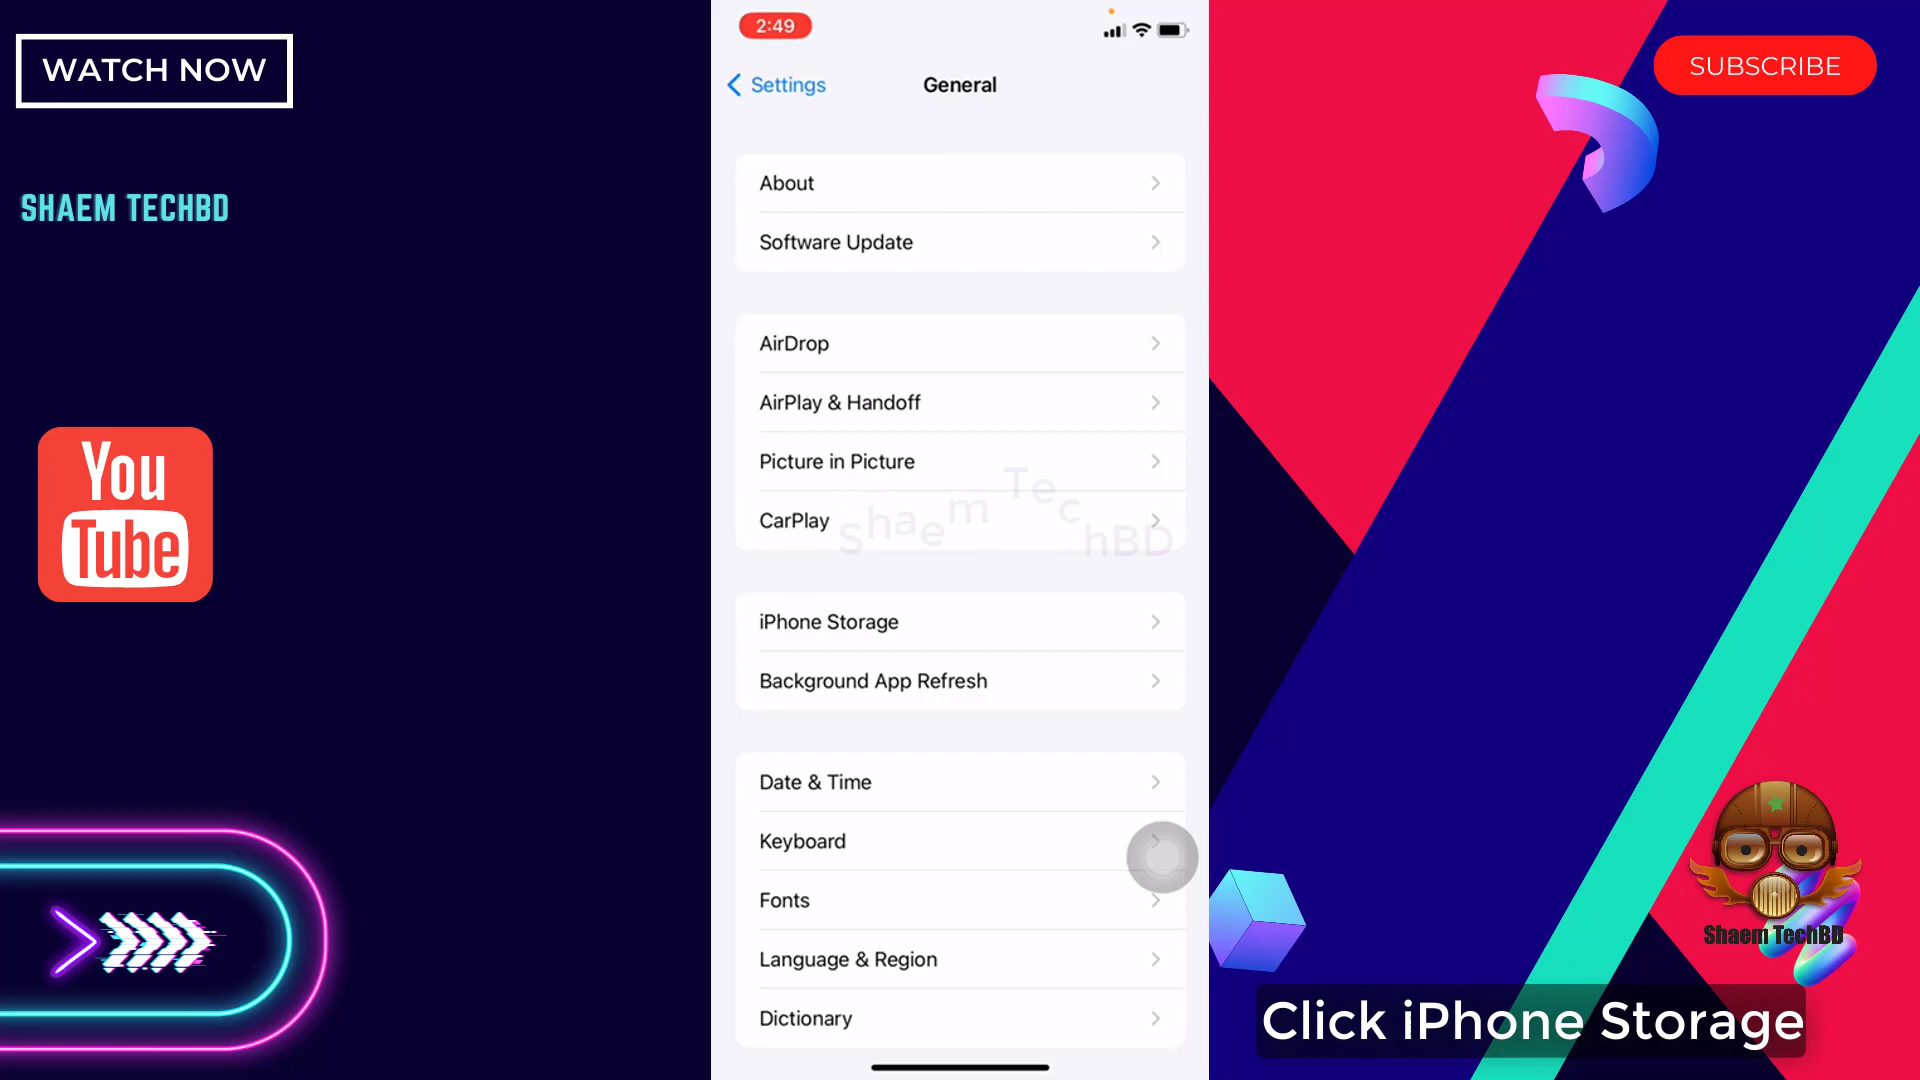 WATCH NOW
SHAEM TECHBD
You
Tube
2:49
Settings
General
About
Software Update
AirDrop
AirPlay & Handoff
Picture in Picture
CarPlay
Shaem TechBD
iPhone Storage
Background App Refresh
Date & Time
Keyboard
Fonts
Language & Region
Dictionary
SUBSCRIBE
Shaem TechBD
Click iPhone Storage